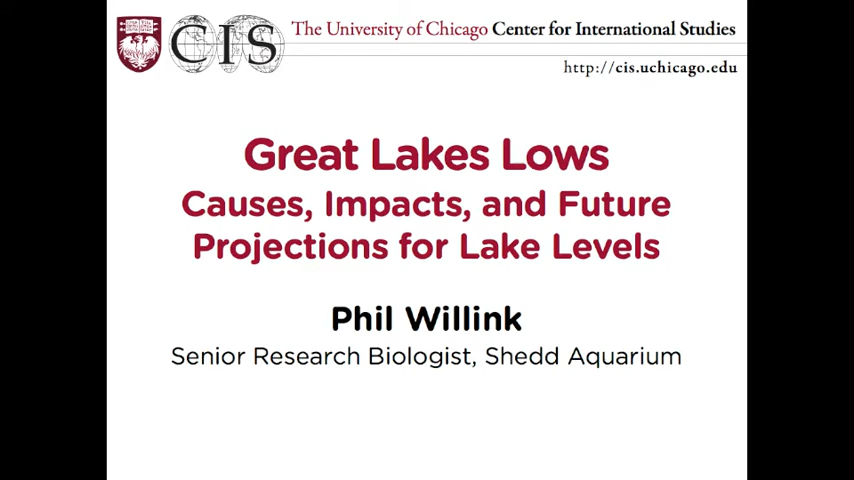 CIS
The University of Chicago Center for International Studies
http://cis.uchicago.edu
Great Lakes Lows
Causes, Impacts, and Future
Projections for Lake Levels
Phil Willink
Senior Research Biologist, Shedd Aquarium